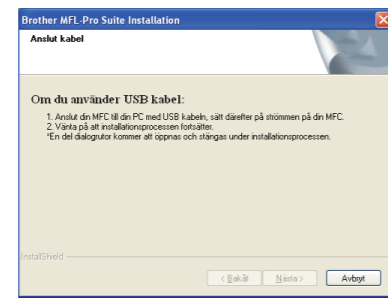 Brother MFL-Pro Suite Installation
Anslut kabel
Om du använder USB kabel:
1. Anslut din MFC till din PC med USB kabeln, sätt därefter på strömmen på din MFC.
2. Vänta på att installationsprocessen fortsätter.
*En del dialogrutor kommer att öppnas och stängas under installationsprocessen.
InstallShield
< Bakåt Nästa > Avbryt